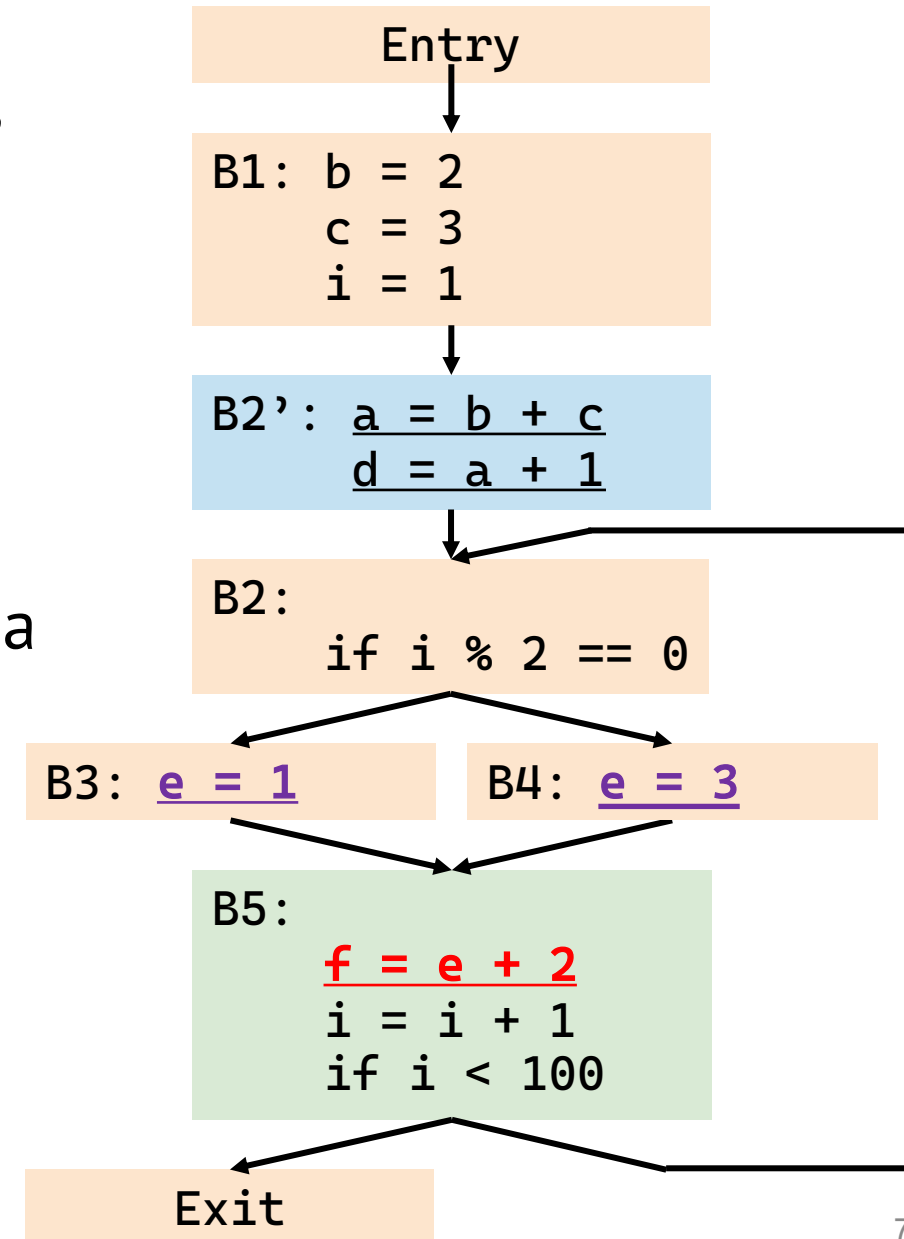 Entry
B1: b = 2
c = 3
i = 1
B2’: a = b + c
d = a + 1
B2:
a
if i % 2 == 0
B3: e = 1
B4: e = 3
B5:
f = e + 2
i = i + 1
if i < 100
Exit
7